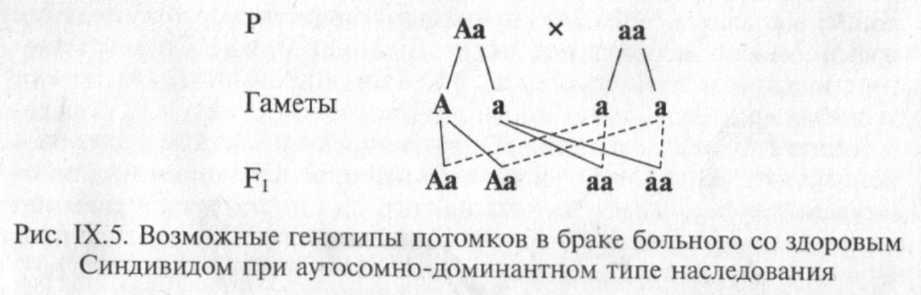 P Aa × aa
Гаметы A a a a
F1 Aa Aa aa aa
Рис. IX.5. Возможные генотипы потомков в браке больного со здоровым
Синдивидом при аутосомно-доминантном типе наследования